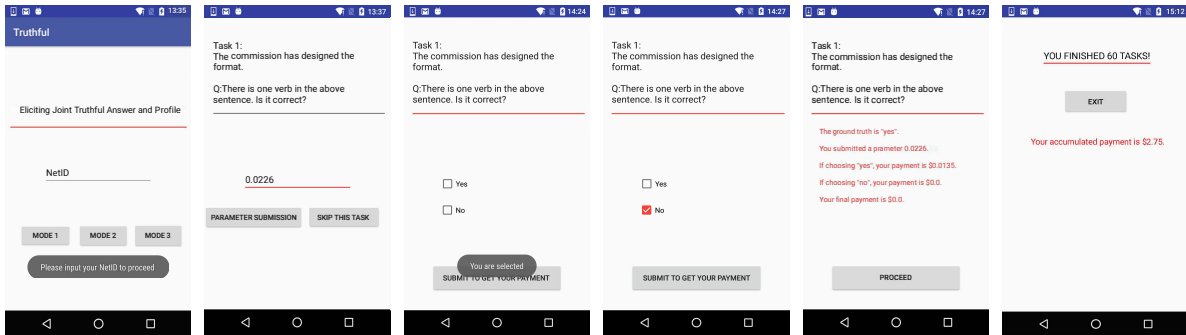 13:35
Truthful
Eliciting Joint Truthful Answer and Profile
NetID
MODE 1
MODE 2
MODE 3
Please input your NetID to proceed
13:37
Task 1:
The commission has designed the
format.
Q:There is one verb in the above
sentence. Is it correct?
0.0226
PARAMETER SUBMISSION
SKIP THIS TASK
14:24
Task 1:
The commission has designed the
format.
Q:There is one verb in the above
sentence. Is it correct?
Yes
No
You are selected
SUBMIT TO GET YOUR PAYMENT
14:27
Task 1:
The commission has designed the
format.
Q:There is one verb in the above
sentence. Is it correct?
Yes
No
SUBMIT TO GET YOUR PAYMENT
14:27
Task 1:
The commission has designed the
format.
Q:There is one verb in the above
sentence. Is it correct?
The ground truth is "yes".
You submitted a prameter 0.0226.
If choosing "yes", your payment is $0.0135.
If choosing "no", your payment is $0.0.
Your final payment is $0.0.
PROCEED
15:12
YOU FINISHED 60 TASKS!
EXIT
Your accumulated payment is $2.75.